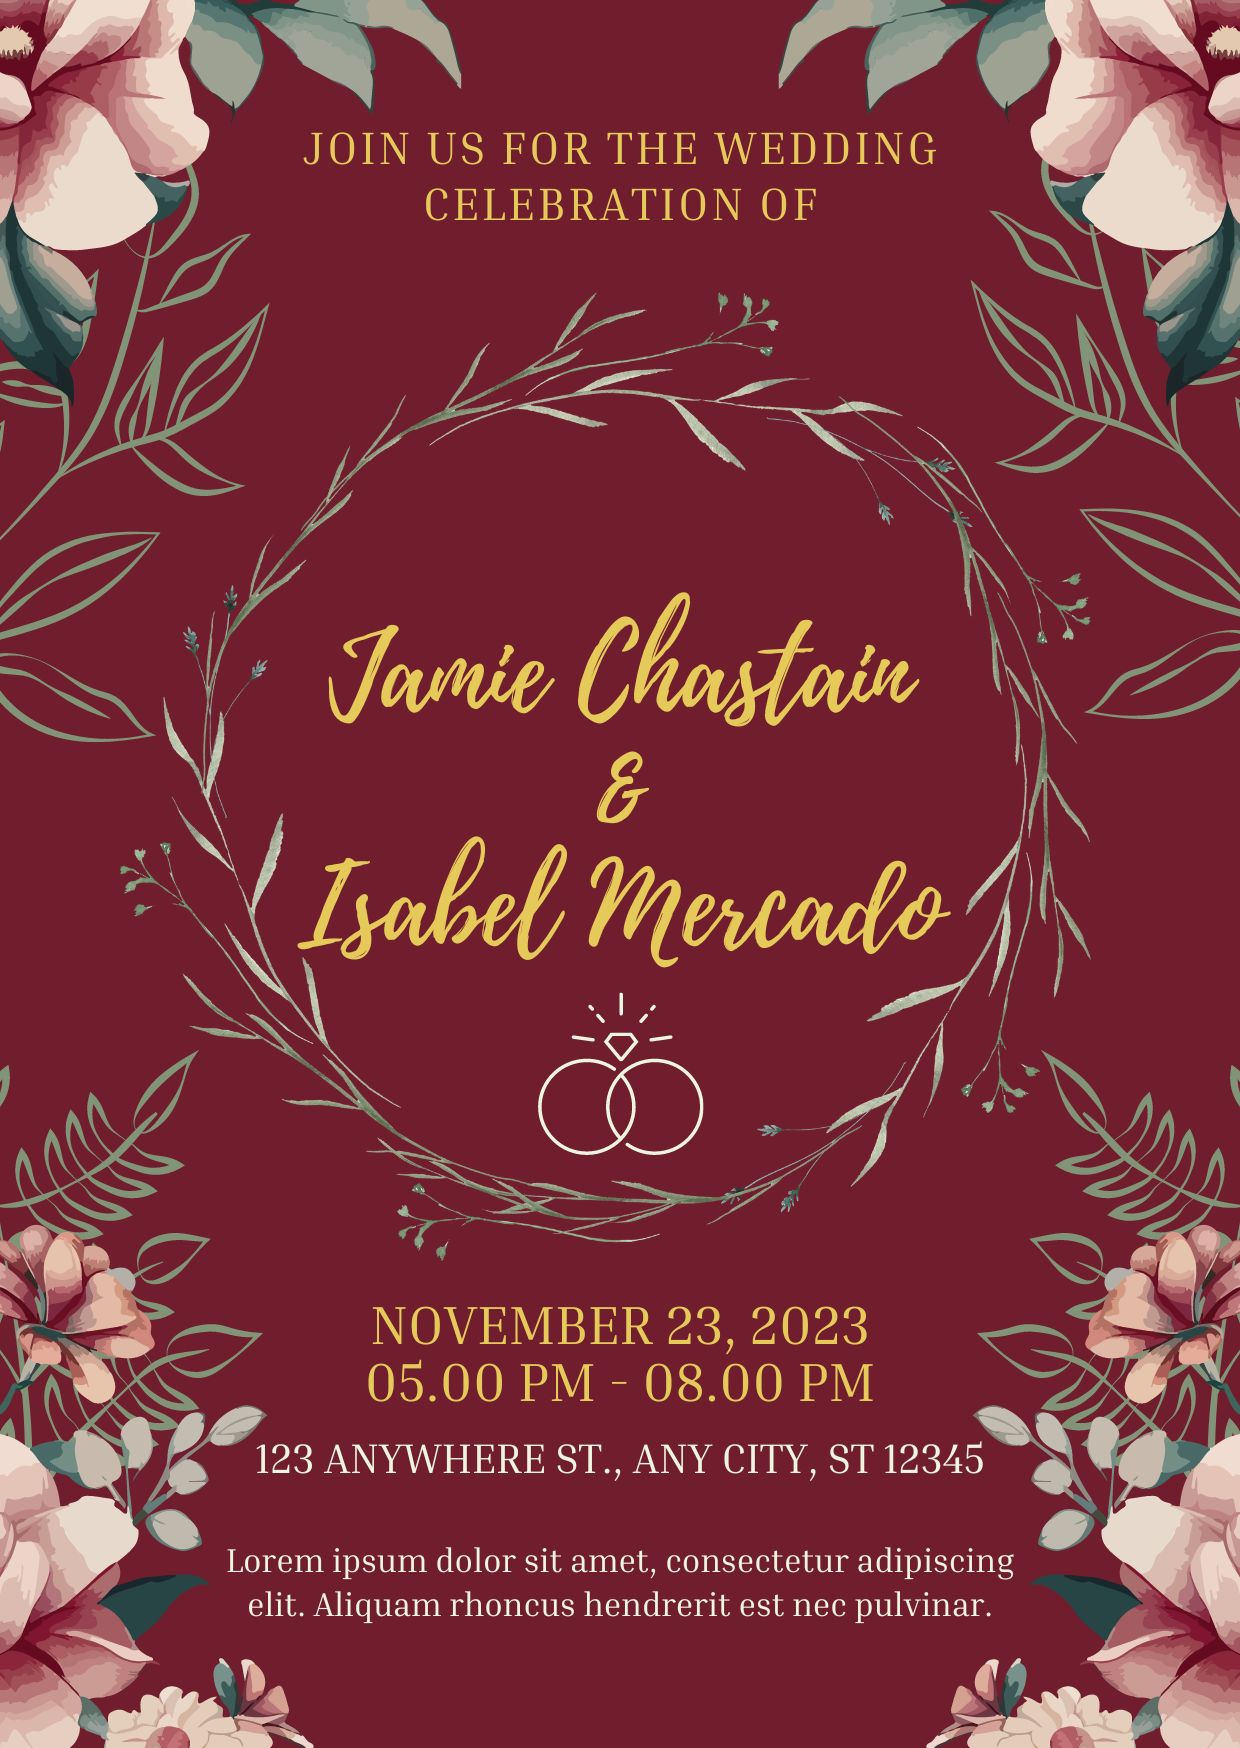 JOIN US FOR THE WEDDING
CELEBRATION OF
Jamie Chastain
&
Isabel Mercado
NOVEMBER 23, 2023
05.00 PM - 08.00 PM
123 ANYWHERE ST., ANY CITY, ST 12345
Lorem ipsum dolor sit amet, consectetur adipiscing
elit. Aliquam rhoncus hendrerit est nec pulvinar.